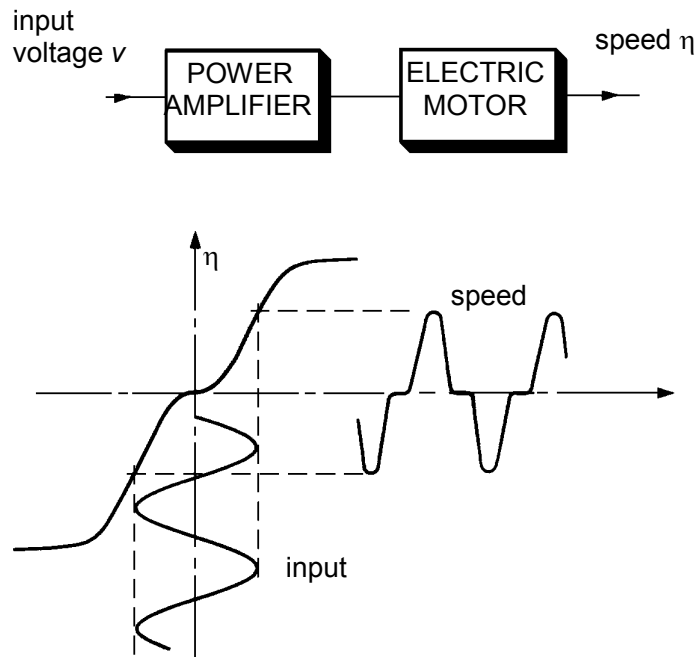 input
voltage v
POWER
AMPLIFIER
ELECTRIC
MOTOR
speed η
η
speed
input